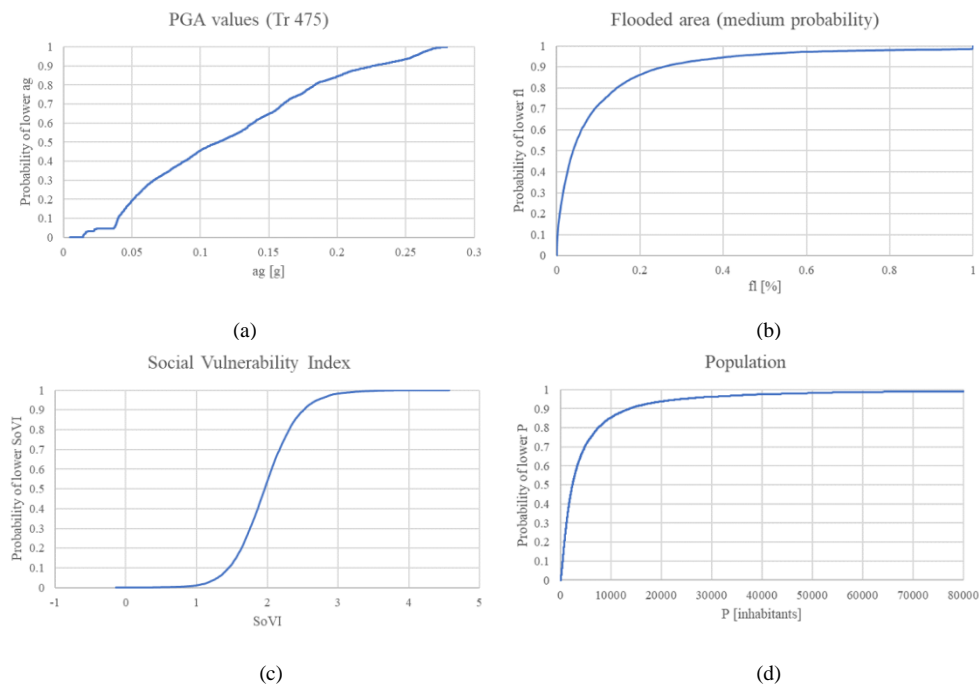 PGA values (Tr 475)
Probability of lower ag
1
0.9
0.8
0.7
0.6
0.5
0.4
0.3
0.2
0.1
0
0 0.05 0.1 0.15 0.2 0.25 0.3
ag [g]
(a)
Flooded area (medium probability)
Probability of lower fl
1
0.9
0.8
0.7
0.6
0.5
0.4
0.3
0.2
0.1
0
0 0.2 0.4 0.6 0.8 1
fl [%]
(b)
Social Vulnerability Index
Probability of lower SoVI
1
0.9
0.8
0.7
0.6
0.5
0.4
0.3
0.2
0.1
0
-1 0 1 2 3 4 5
SoVI
(c)
Population
Probability of lower P
1
0.9
0.8
0.7
0.6
0.5
0.4
0.3
0.2
0.1
0
0 10000 20000 30000 40000 50000 60000 70000 80000
P [inhabitants]
(d)